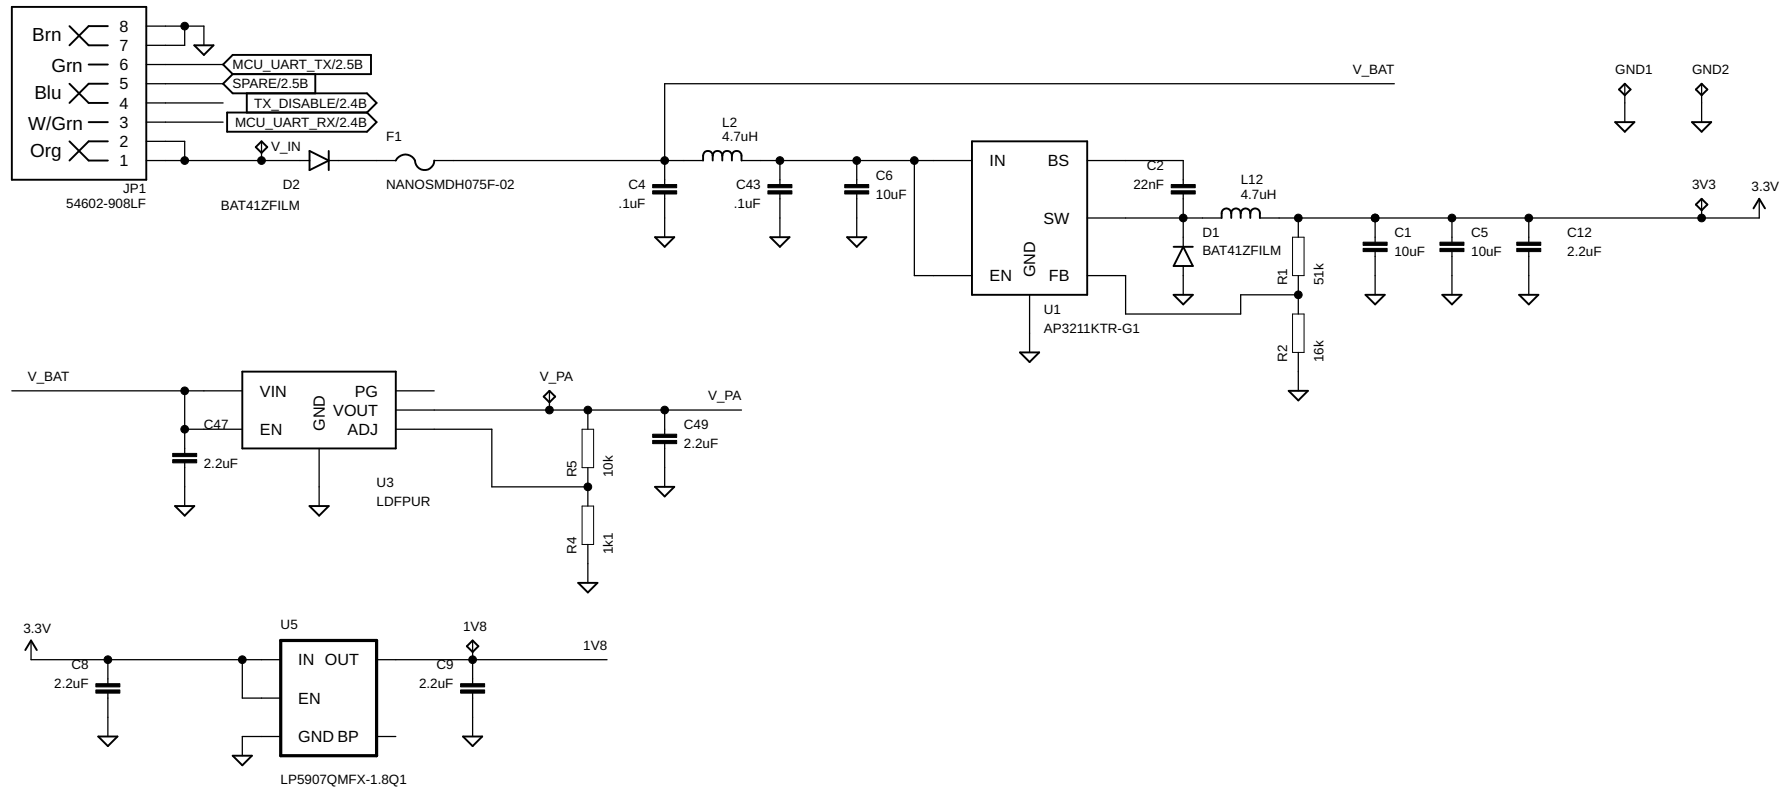 Brn
8
7
Grn
6
MCU_UART_TX/2.5B
Blu
5
SPARE/2.5B
4
TX_DISABLE/2.4B
W/Grn
3
MCU_UART_RX/2.4B
Org
2
1
JP1
54602-908LF
V_IN
D2
BAT41ZFILM
F1
NANOSMDH075F-02
V_BAT
L2
4.7uH
C4
.1uF
C43
.1uF
C6
10uF
IN
BS
SW
GND
EN
FB
U1
AP3211KTR-G1
C2
22nF
L12
4.7uH
D1
BAT41ZFILM
R1
51k
R2
16k
C1
10uF
C5
10uF
C12
2.2uF
3V3
3.3V
GND1
GND2
V_BAT
C47
2.2uF
VIN
PG
GND
VOUT
EN
ADJ
U3
LDFPUR
V_PA
V_PA
R5
10k
R4
1k1
C49
2.2uF
3.3V
C8
2.2uF
U5
IN OUT
EN
GND BP
LP5907QMFX-1.8Q1
1V8
C9
2.2uF
1V8